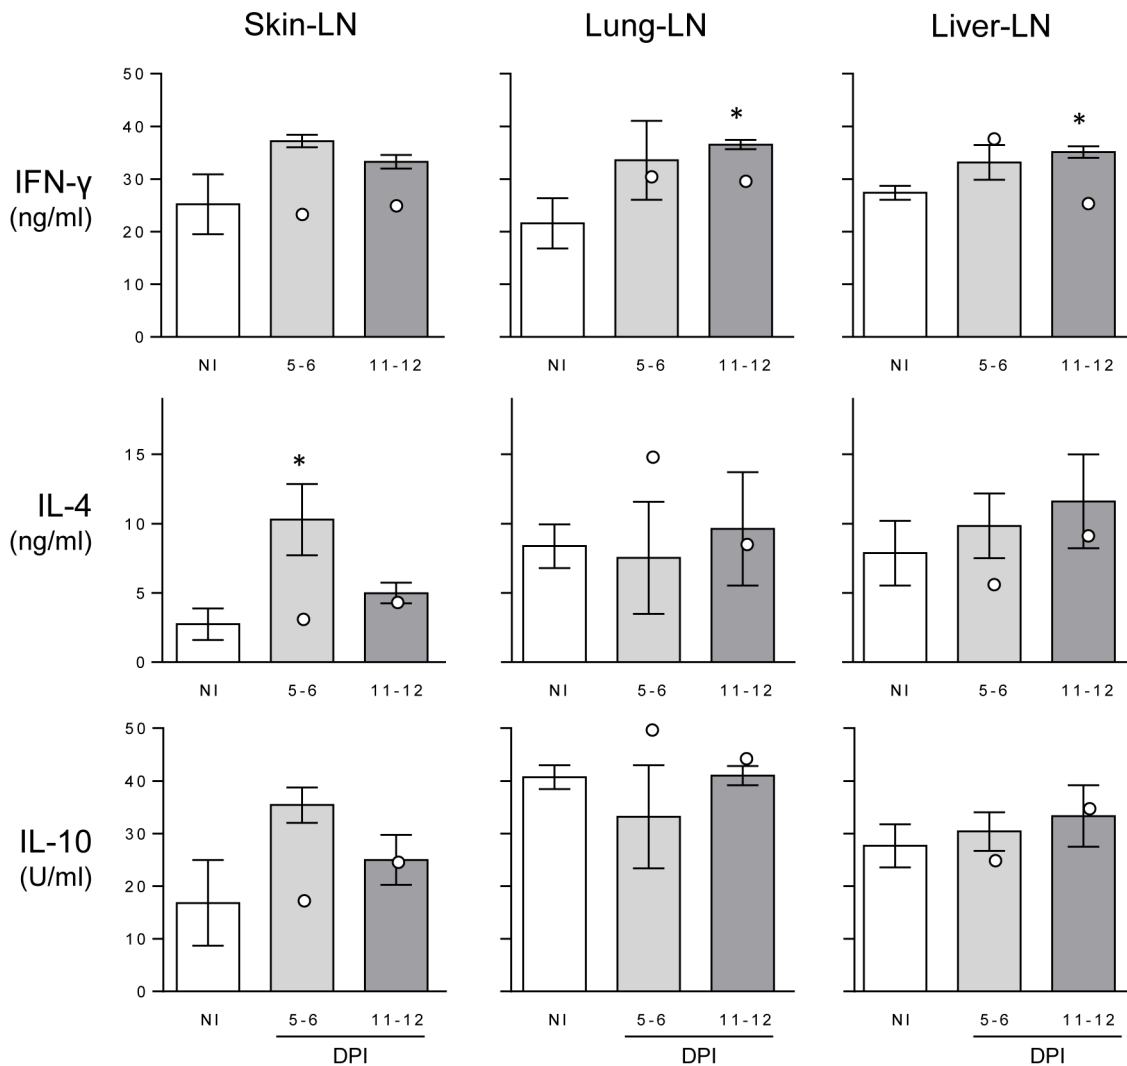 Skin-LN Lung-LN Liver-LN
IFN-γ
(ng/ml)
50
40
30
20
10
0
* *
NI 5-6 11-12 NI 5-6 11-12 NI 5-6 11-12
IL-4
(ng/ml)
15
10
5
0
*
NI 5-6 11-12 NI 5-6 11-12 NI 5-6 11-12
IL-10
(U/ml)
50
40
30
20
10
0
NI 5-6 11-12 NI 5-6 11-12 NI 5-6 11-12
DPI DPI DPI